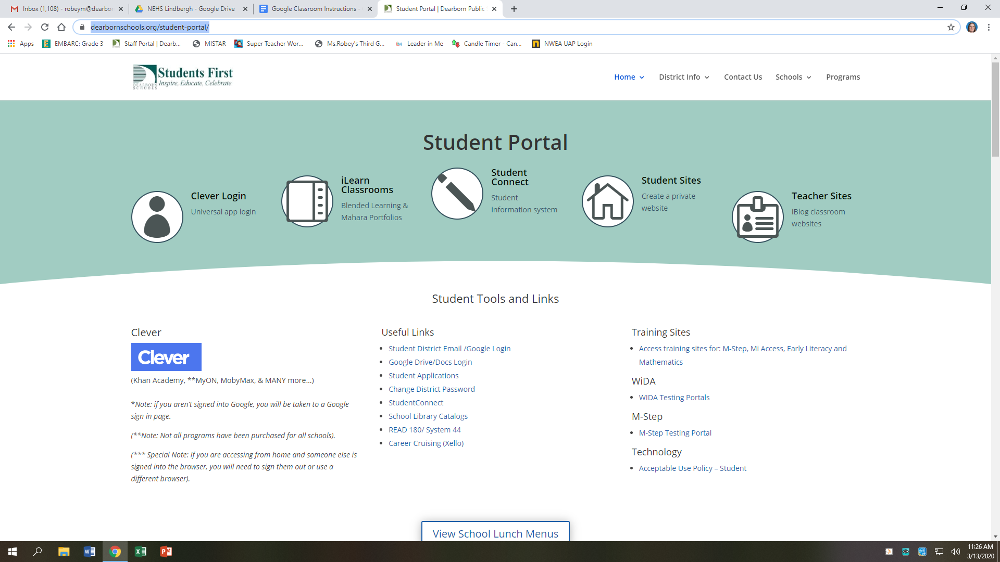 Inbox (1,108) - robeym@dearbor
NEHS Lindbergh - Google Drive
Google Classroom Instructions -
Student Portal | Dearborn Public
dearbornschools.org/student-portal/
Apps
EMBARC: Grade 3
Staff Portal | Dearb...
MISTAR
Super Teacher Wor...
Ms.Robey's Third G...
Leader in Me
Candle Timer - Can...
NWEA UAP Login
Students First
Inspire, Educate, Celebrate
DEARBORN
SCHOOLS
Home
District Info
Contact Us
Schools
Programs
Student Portal
Clever Login
Universal app login
iLearn
Classrooms
Blended Learning &
Mahara Portfolios
Student
Connect
Student
information system
Student Sites
Create a private
website
Teacher Sites
iBlog classroom
websites
Student Tools and Links
Clever
Clever
(Khan Academy, **MyON, MobyMax, & MANY more...)
*Note: if you aren't signed into Google, you will be taken to a Google
sign in page.
(**Note: Not all programs have been purchased for all schools).
(*** Special Note: If you are accessing from home and someone else is
signed into the browser, you will need to sign them out or use a
different browser).
Useful Links
Student District Email /Google Login
Google Drive/Docs Login
Student Applications
Change District Password
StudentConnect
School Library Catalogs
READ 180/ System 44
Career Cruising (Xello)
Training Sites
Access training sites for: M-Step, Mi Access, Early Literacy and
Mathematics
WiDA
WIDA Testing Portals
M-Step
M-Step Testing Portal
Technology
Acceptable Use Policy – Student
View School Lunch Menus
11:26 AM
3/13/2020